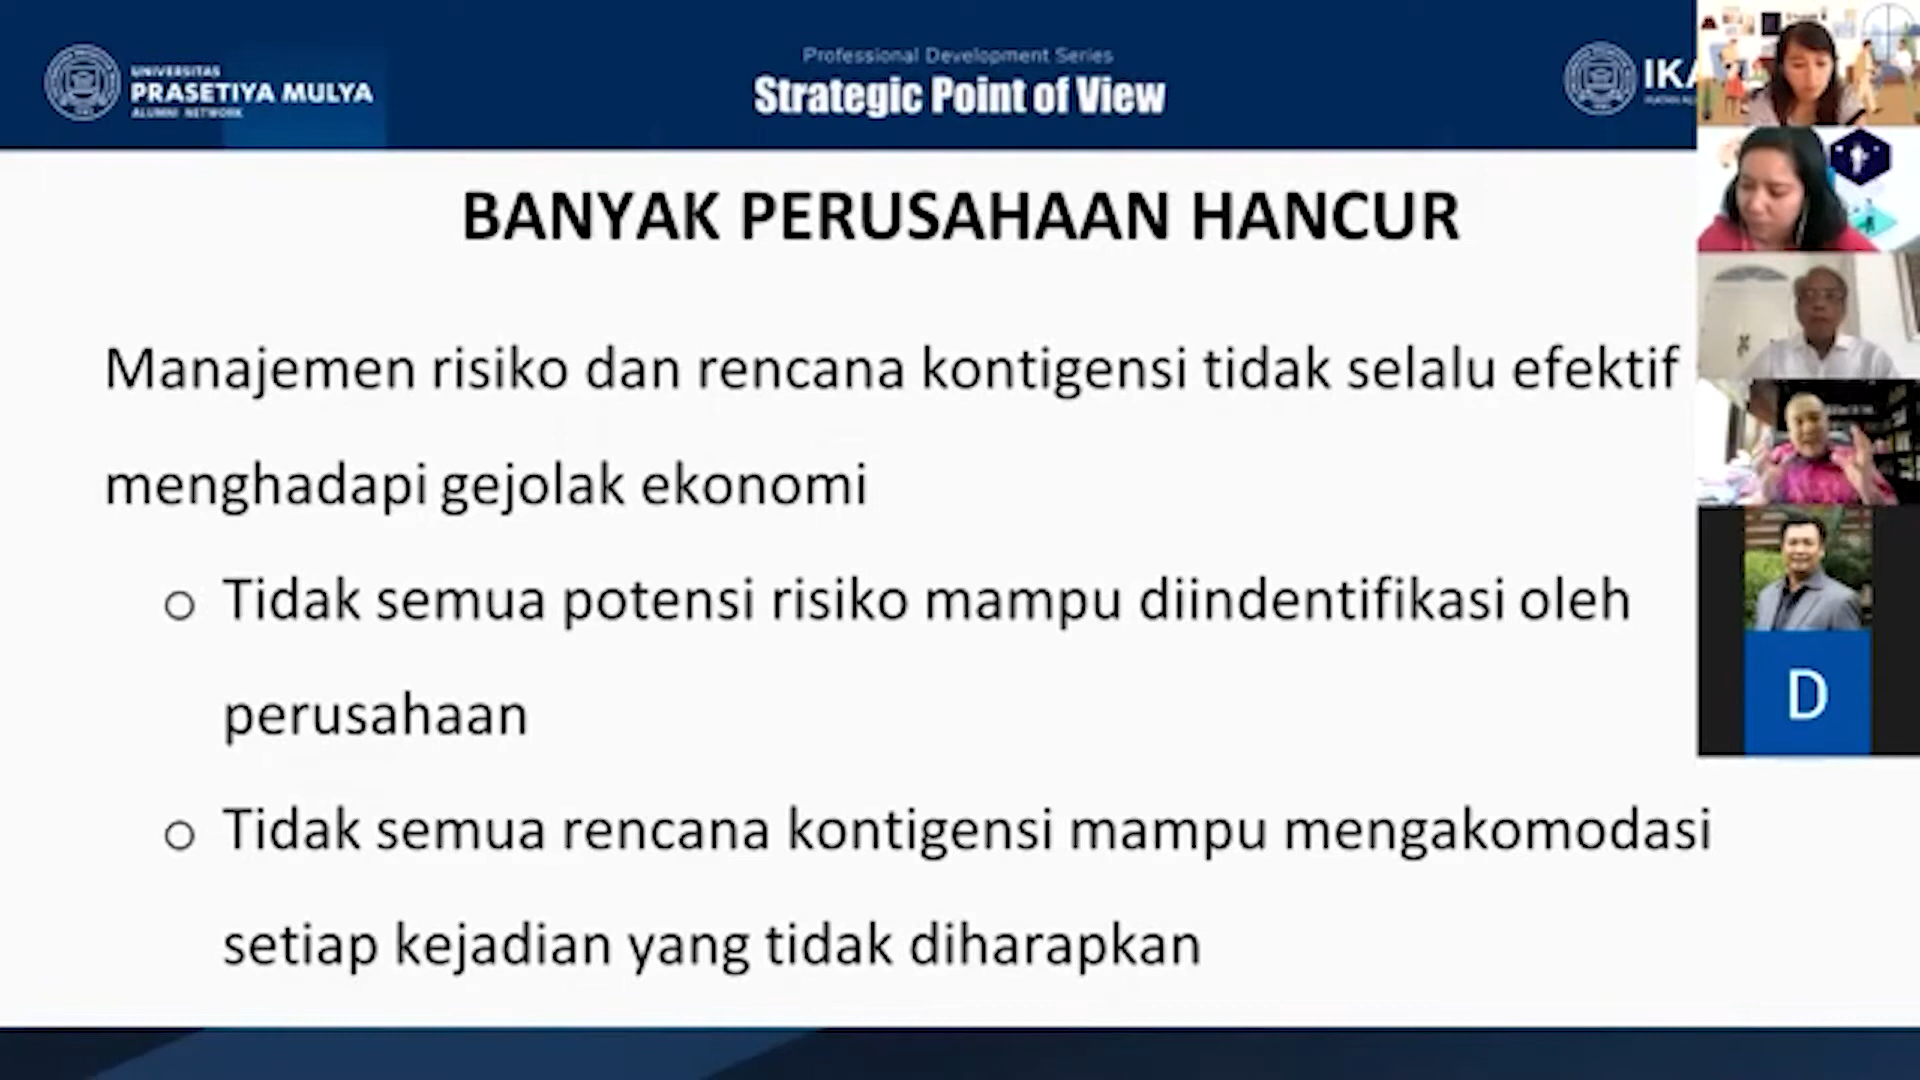 UNIVERSITAS
PRASETIYA MULYA
ALUMNI NETWORK
Professional Development Series
Strategic Point of View
BANYAK PERUSAHAAN HANCUR
Manajemen risiko dan rencana kontigensi tidak selalu efektif
menghadapi gejolak ekonomi
o Tidak semua potensi risiko mampu diindentifikasi oleh
perusahaan
o Tidak semua rencana kontigensi mampu mengakomodasi
setiap kejadian yang tidak diharapkan
D